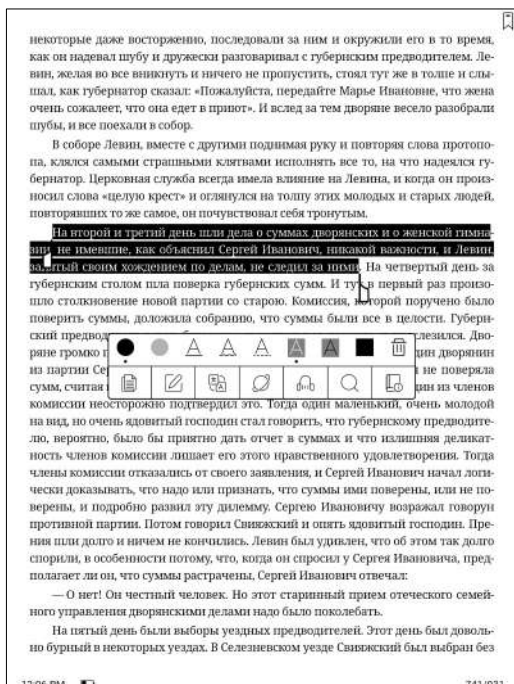 некоторые даже восторженно, последовали за ним и окружили его в то время,
как он надевал шубу и дружески разговаривал с губернским предводителем. Ле-
вин, желая во все вникнуть и ничего не пропустить, стоял тут же в толпе и слы-
шал, как губернатор сказал: «Пожалуйста, передайте Марье Ивановне, что жена
очень сожалеет, что она едет в приют». И вслед за тем дворяне весело разобрали
шубы, и все поехали в собор.
В соборе Левин, вместе с другими поднимая руку и повторяя слова протопо-
па, клялся самыми страшными клятвами исполнять все то, на что надеялся гу-
бернатор. Церковная служба всегда имела влияние на Левина, и когда он произ-
носил слова «целую крест» и оглянулся на толпу этих молодых и старых людей,
повторявших то же самое, он почувствовал себя тронутым.
На второй и третий день шли дела о суммах дворянских и о женской гимна-
зии, не имевшие, как объяснил Сергей Иванович, никакой важности, и Левин,
занятый своим хождением по делам, не следил за ними. На четвертый день за
губернским столом шла поверка губернских сумм. И тут в первый раз произо-
шло столкновение новой партии со старою. Комиссия, которой поручено было
поверить суммы, доложила собранию, что суммы были все в целости. Губерн-
ский предвод слезился. Дво-
ряне громко дин дворянин
из партии Сер не поверяла
сумм, считая дин из членов
комиссии неосторожно подтвердил это. Тогда один маленький, очень молодой
на вид, но очень ядовитый господин стал говорить, что губернскому предводите-
лю, вероятно, было бы приятно дать отчет в суммах и что излишняя деликат-
ность членов комиссии лишает его этого нравственного удовлетворения. Тогда
члены комиссии отказались от своего заявления, и Сергей Иванович начал логи-
чески доказывать, что надо или признать, что суммы ими поверены, или не по-
верены, и подробно развил эту дилемму. Сергею Ивановичу возражал говорун
противной партии. Потом говорил Свияжский и опять ядовитый господин. Пре-
ния шли долго и ничем не кончились. Левин был удивлен, что об этом так долго
спорили, в особенности потому, что, когда он спросил у Сергея Ивановича, пред-
полагает ли он, что суммы растрачены, Сергей Иванович отвечал:
— О нет! Он честный человек. Но этот старинный прием отеческого семей-
ного управления дворянскими делами надо было поколебать.
На пятый день были выборы уездных предводителей. Этот день был доволь-
но бурный в некоторых уездах. В Селезневском уезде Свияжский был выбран без
12:06 PM 741/931